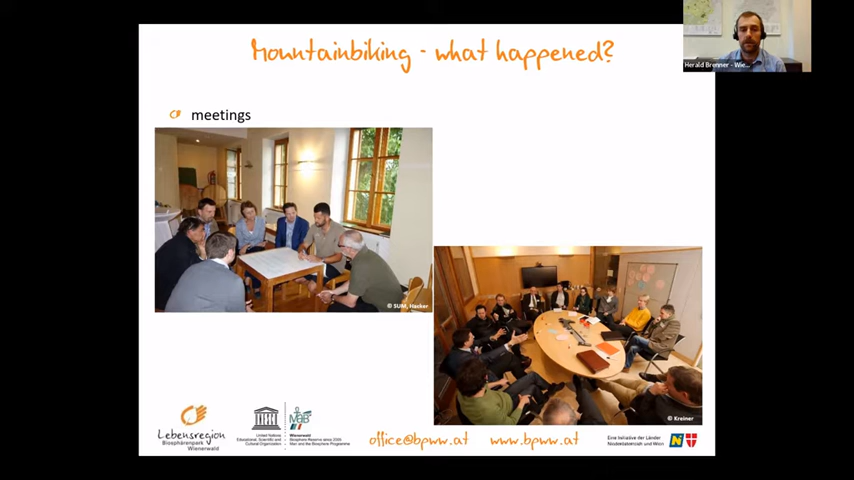 Mountainbiking - what happened?
Herald Brenner - Wie...
meetings
© SUM, Hacker
© Kreiner
Lebensregion
Biosphärenpark
Wienerwald
United Nations
Educational, Scientific and
Cultural Organization
MaB
Wienerwald
Biosphere Reserve since 2005
Man and the Biosphere Programme
office@bpww.at www.bpww.at
Eine Initiative der Länder
Niederösterreich und Wien
N